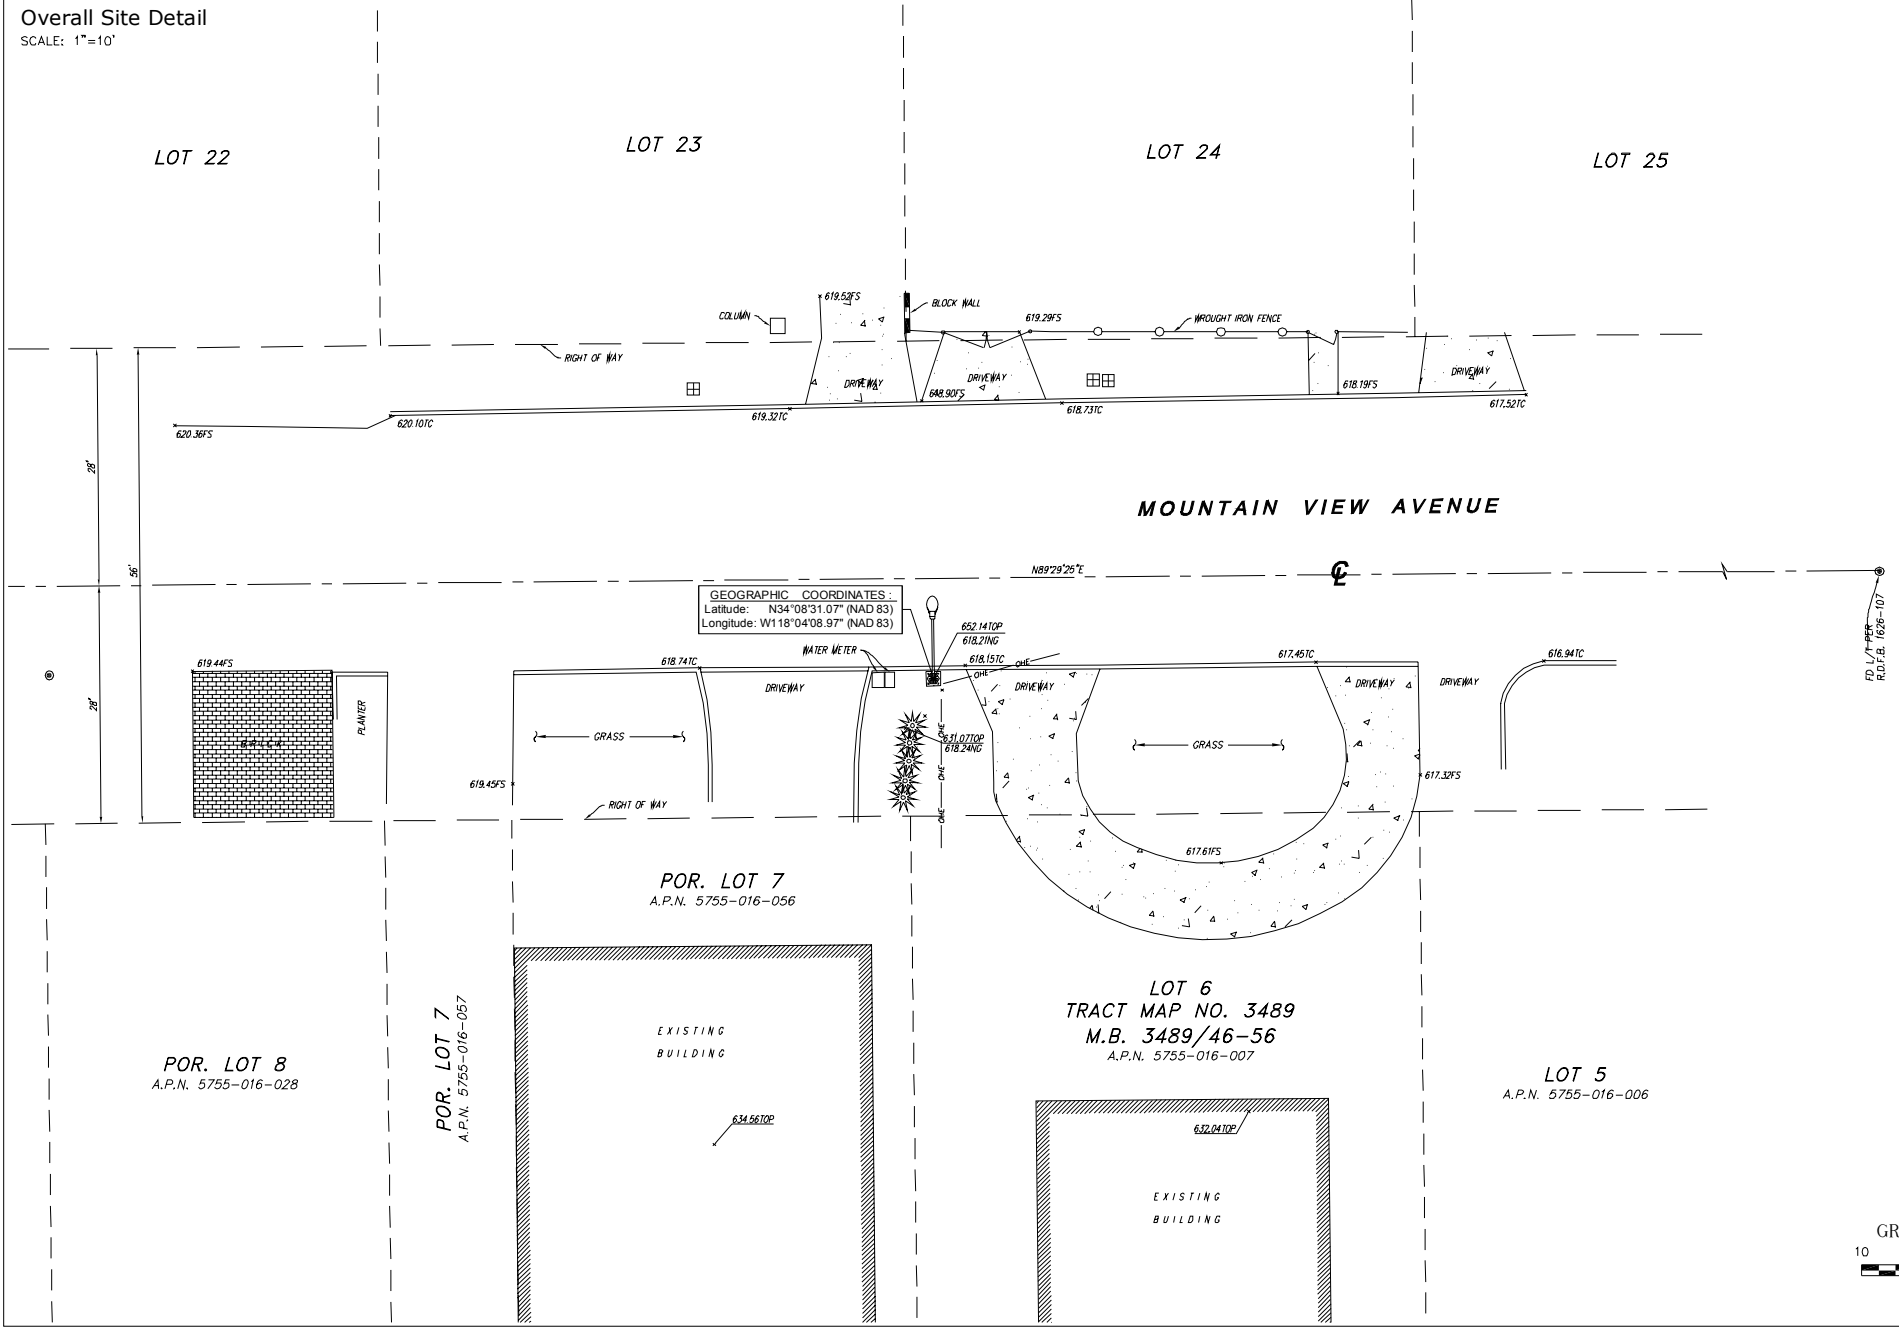 Overall Site Detail
SCALE: 1"=10'
LOT 22
LOT 23
LOT 24
LOT 25
619.52FS
COLUMN
BLOCK WALL
619.29FS
WROUGHT IRON FENCE
RIGHT OF WAY
DRIVEWAY
DRIVEWAY
DRIVEWAY
618.19FS
620.36FS
620.10TC
619.32TC
618.73TC
617.52TC
28'
56'
28'
MOUNTAIN VIEW AVENUE
N89°29'25"E
CL
FD L/T PER
R.D.F.B. 1626-107
GEOGRAPHIC COORDINATES :
Latitude: N34°08'31.07" (NAD 83)
Longitude: W118°04'08.97" (NAD 83)
652.14TOP
618.21NG
WATER METER
619.44FS
618.74TC
618.15TC
OHE
OHE
617.45TC
616.94TC
DRIVEWAY
DRIVEWAY
DRIVEWAY
DRIVEWAY
PLANTER
BRICK
GRASS
GRASS
631.07TOP
618.24NG
OHE
OHE
OHE
619.45FS
617.32FS
RIGHT OF WAY
617.61FS
POR. LOT 7
A.P.N. 5755-016-056
POR. LOT 7
A.P.N. 5755-016-057
LOT 6
TRACT MAP NO. 3489
M.B. 3489/46-56
A.P.N. 5755-016-007
POR. LOT 8
A.P.N. 5755-016-028
LOT 5
A.P.N. 5755-016-006
EXISTING
BUILDING
634.56TOP
632.04TOP
EXISTING
BUILDING
GR
10